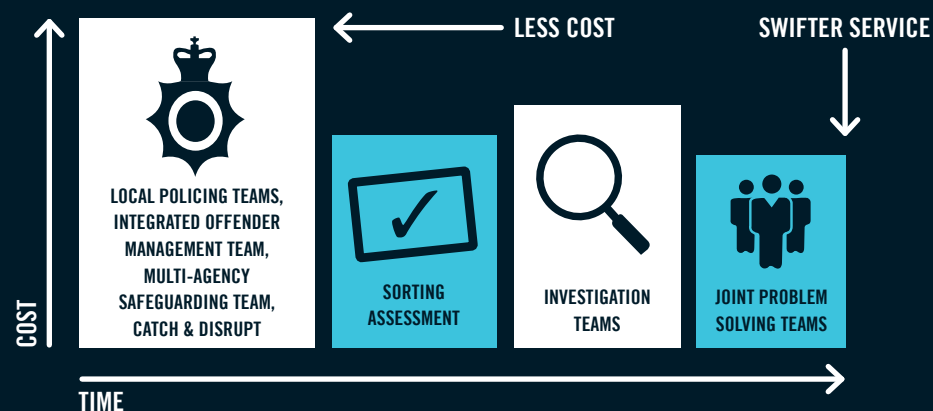 LESS COST
SWIFTER SERVICE
LOCAL POLICING TEAMS,
INTEGRATED OFFENDER
MANAGEMENT TEAM,
MULTI-AGENCY
SAFEGUARDING TEAM,
CATCH & DISRUPT
SORTING
ASSESSMENT
INVESTIGATION
TEAMS
JOINT PROBLEM
SOLVING TEAMS
COST
TIME